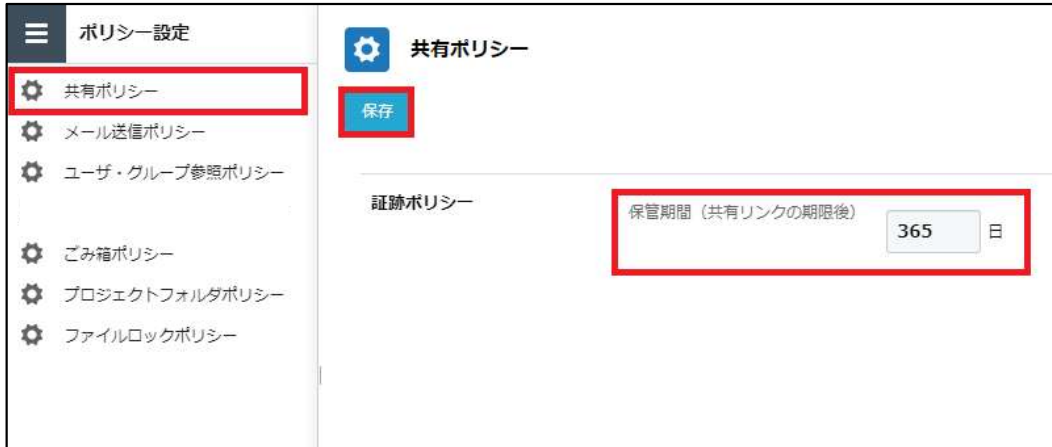 ポリシー設定
共有ポリシー
メール送信ポリシー
ユーザ・グループ参照ポリシー
ごみ箱ポリシー
プロジェクトフォルダポリシー
ファイルロックポリシー
共有ポリシー
保存
証跡ポリシー
保管期間（共有リンクの期限後）
365 日